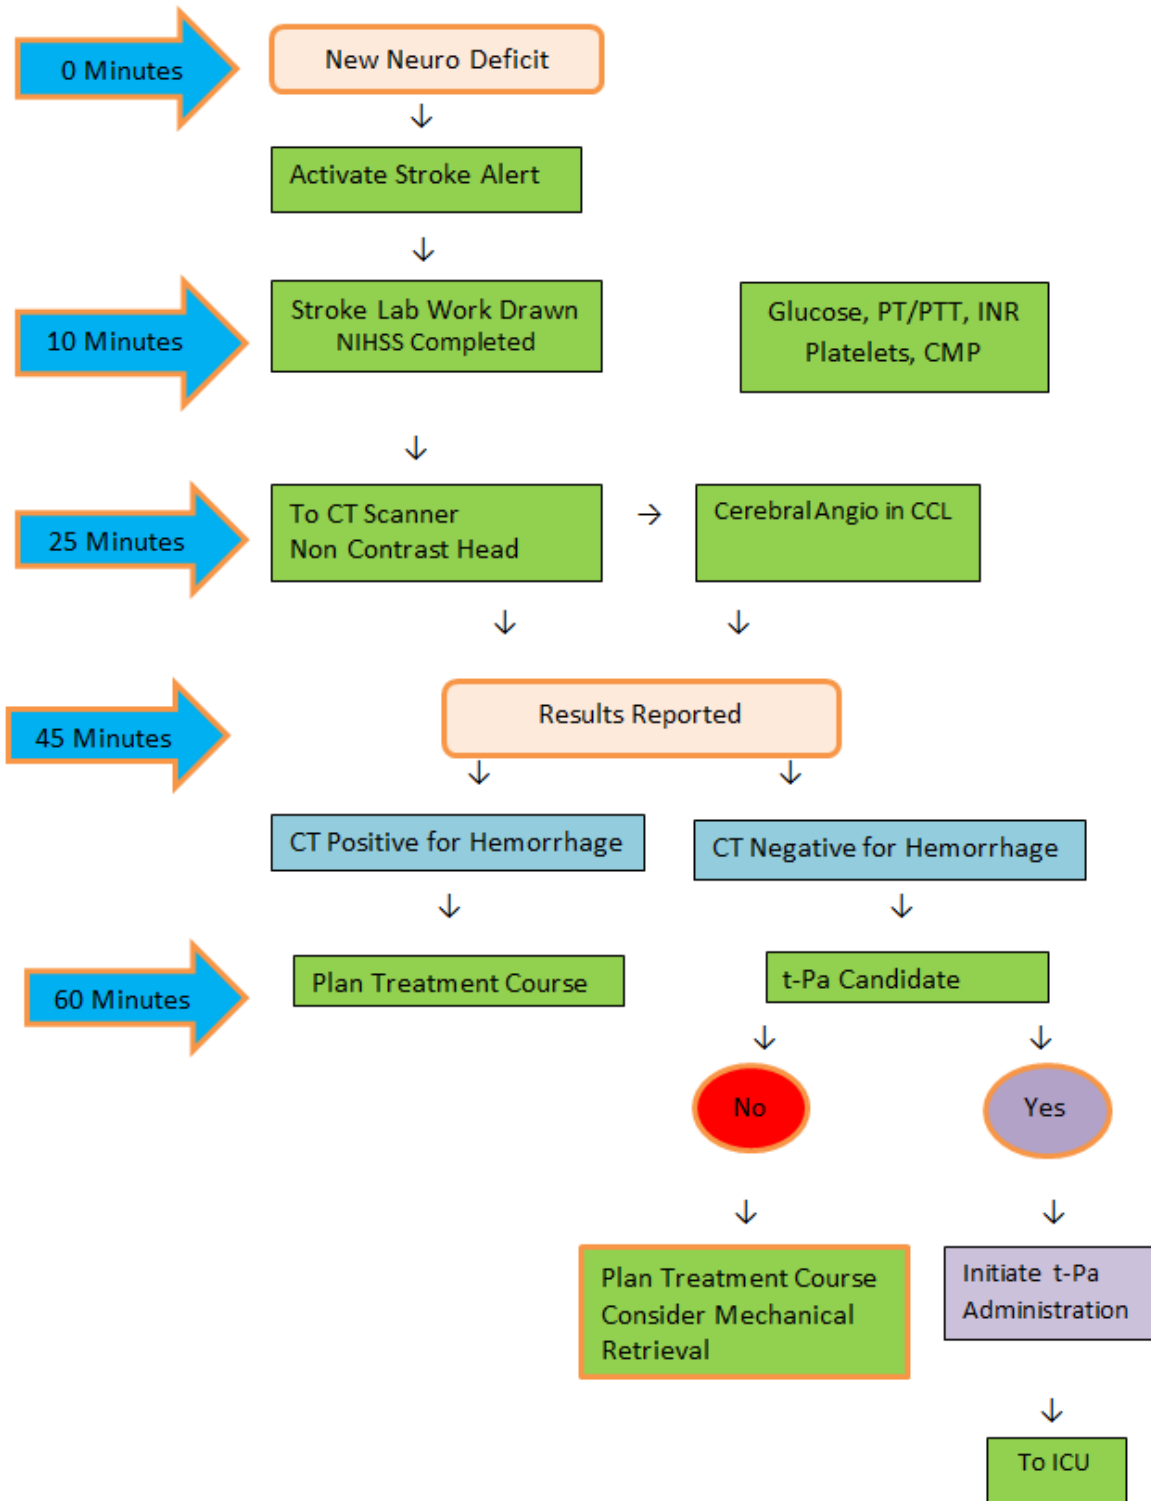 0 Minutes
New Neuro Deficit
Activate Stroke Alert
10 Minutes
Stroke Lab Work Drawn
NIHSS Completed
Glucose, PT/PTT, INR
Platelets, CMP
25 Minutes
To CT Scanner
Non Contrast Head
Cerebral Angio in CCL
45 Minutes
Results Reported
CT Positive for Hemorrhage
CT Negative for Hemorrhage
60 Minutes
Plan Treatment Course
t-Pa Candidate
No
Yes
Plan Treatment Course
Consider Mechanical
Retrieval
Initiate t-Pa
Administration
To ICU